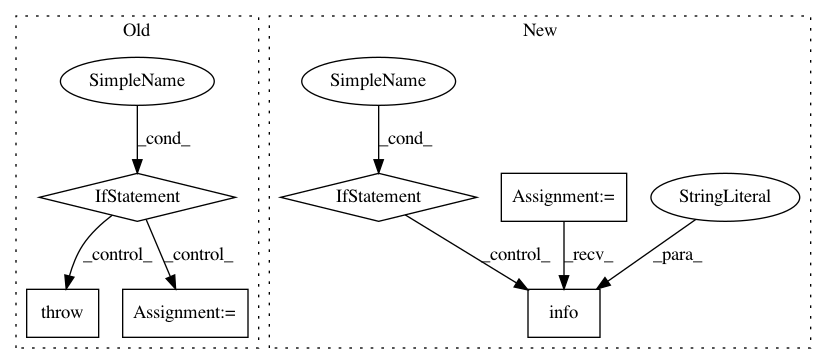 Old
New
SimpleName
SimpleName
_cond_
_cond_
IfStatement
IfStatement
Assignment:=
StringLiteral
_control_
_control_
_control_
_recv_
_para_
throw
Assignment:=
info